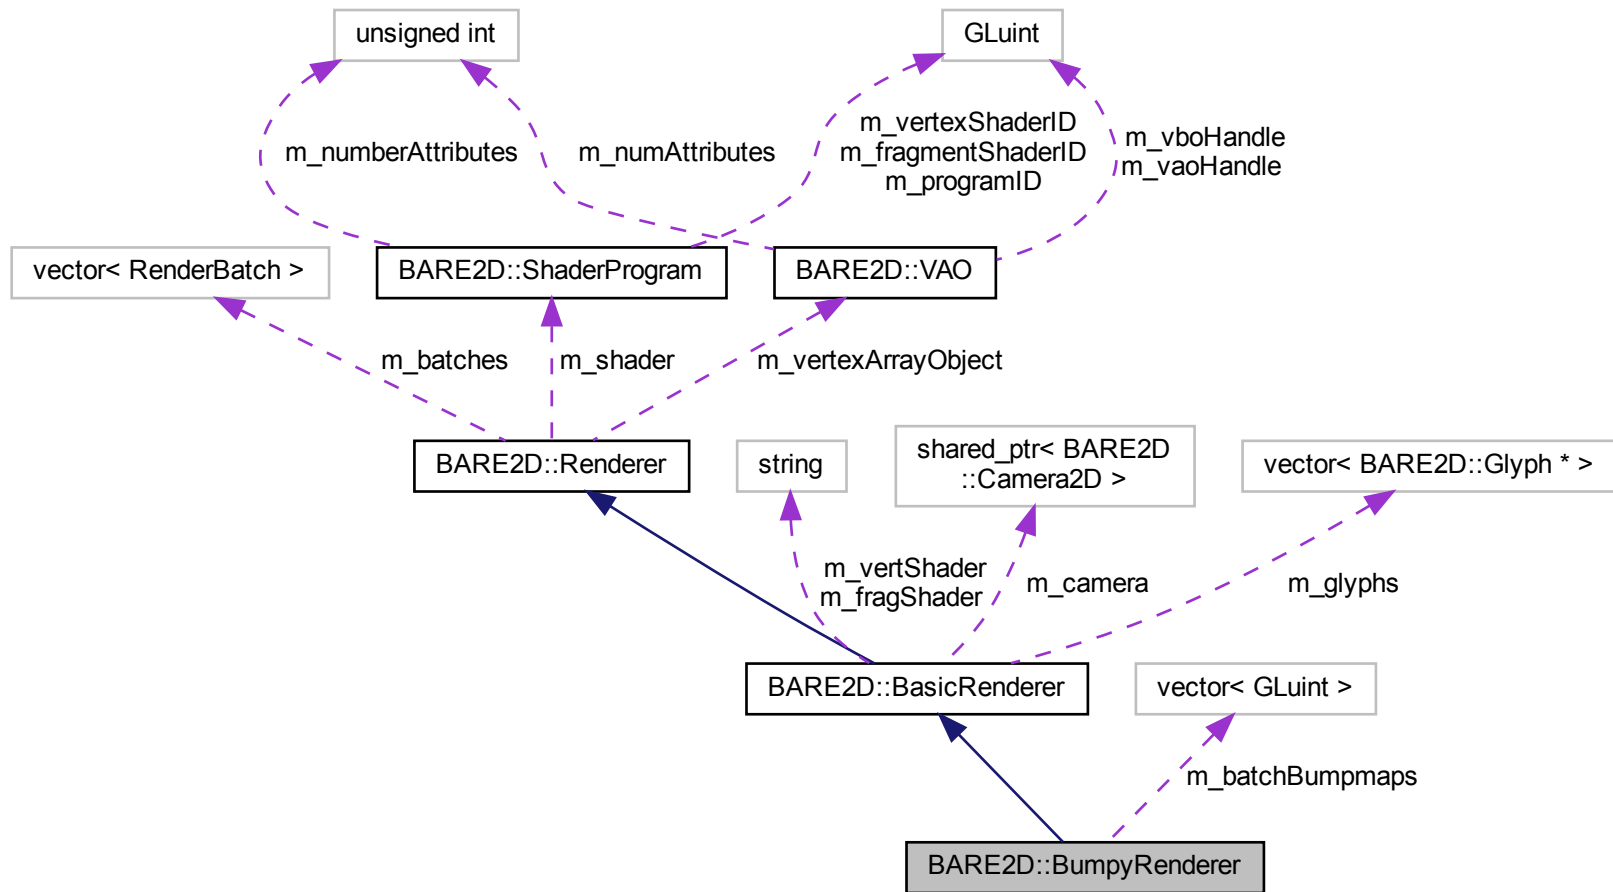 unsigned int
GLuint
m_numberAttributes
m_numAttributes
m_vertexShaderID
m_fragmentShaderID
m_programID
m_vboHandle
m_vaoHandle
vector< RenderBatch >
BARE2D::ShaderProgram
BARE2D::VAO
m_batches
m_shader
m_vertexArrayObject
BARE2D::Renderer
string
shared_ptr< BARE2D
::Camera2D >
vector< BARE2D::Glyph * >
m_vertShader
m_fragShader
m_camera
m_glyphs
BARE2D::BasicRenderer
vector< GLuint >
m_batchBumpmaps
BARE2D::BumpyRenderer